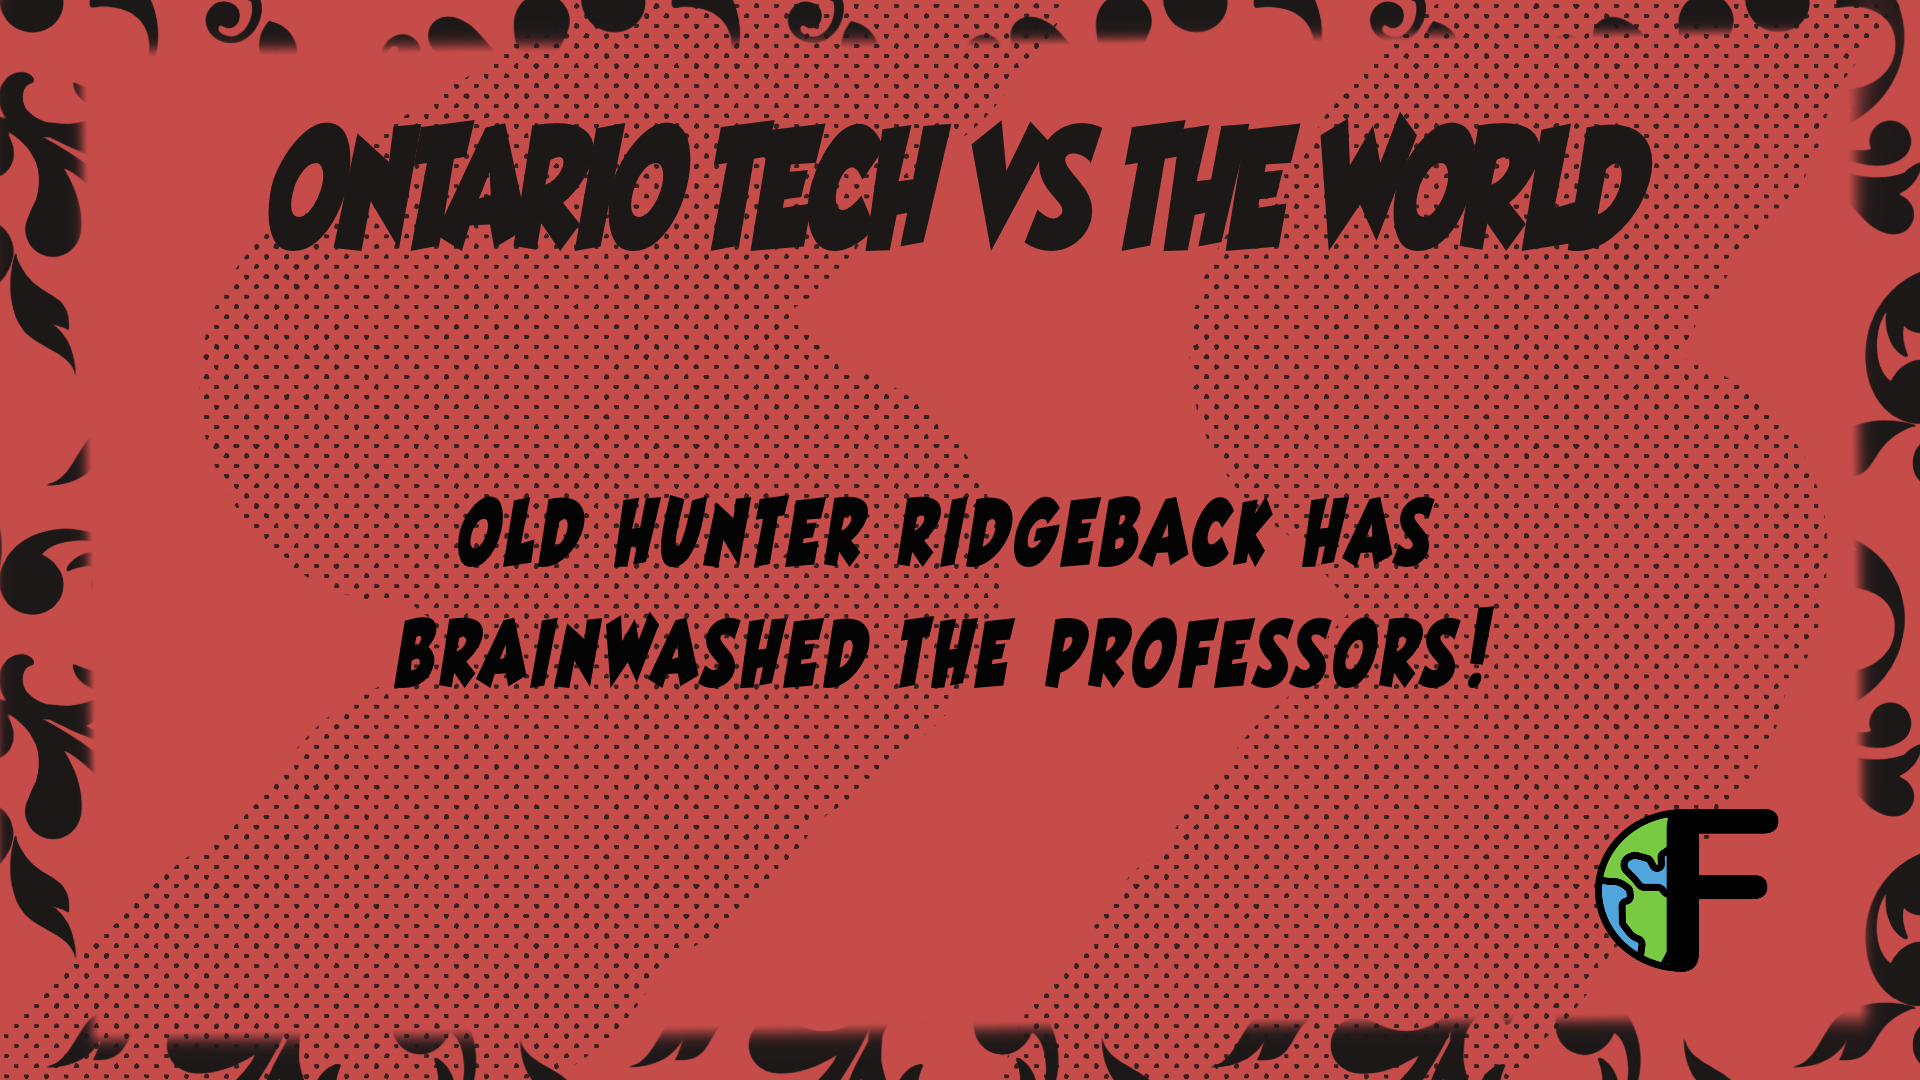 ONTARIO TECH VS THE WORLD
OLD HUNTER RIDGEBACK HAS
BRAINWASHED THE PROFESSORS!
F